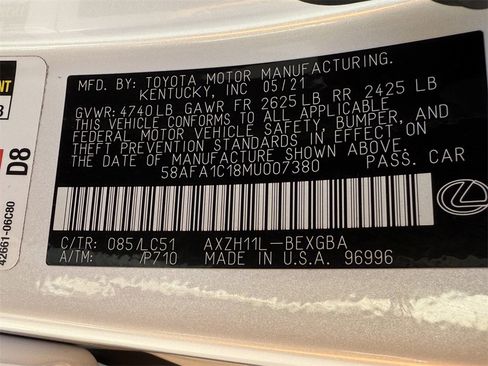 MFD. BY: TOYOTA MOTOR MANUFACTURING.
KENTUCKY, INC 05/21
GVWR: 4740LB GAWR FR 2625LB RR 2425 LB
THIS VEHICLE CONFORMS TO ALL APPLICABLE
FEDERAL MOTOR VEHICLE SAFETY, BUMPER, AND
THEFT PREVENTION STANDARDS IN EFFECT ON
THE DATE OF MANUFACTURE SHOWN ABOVE.
58AFA1C18MU007380 PASS. CAR
C/TR: 085/LC51 AXZH11L-BEXGBA
A/TM: /P710 MADE IN U.S.A. 96996
D8
42661-06C80